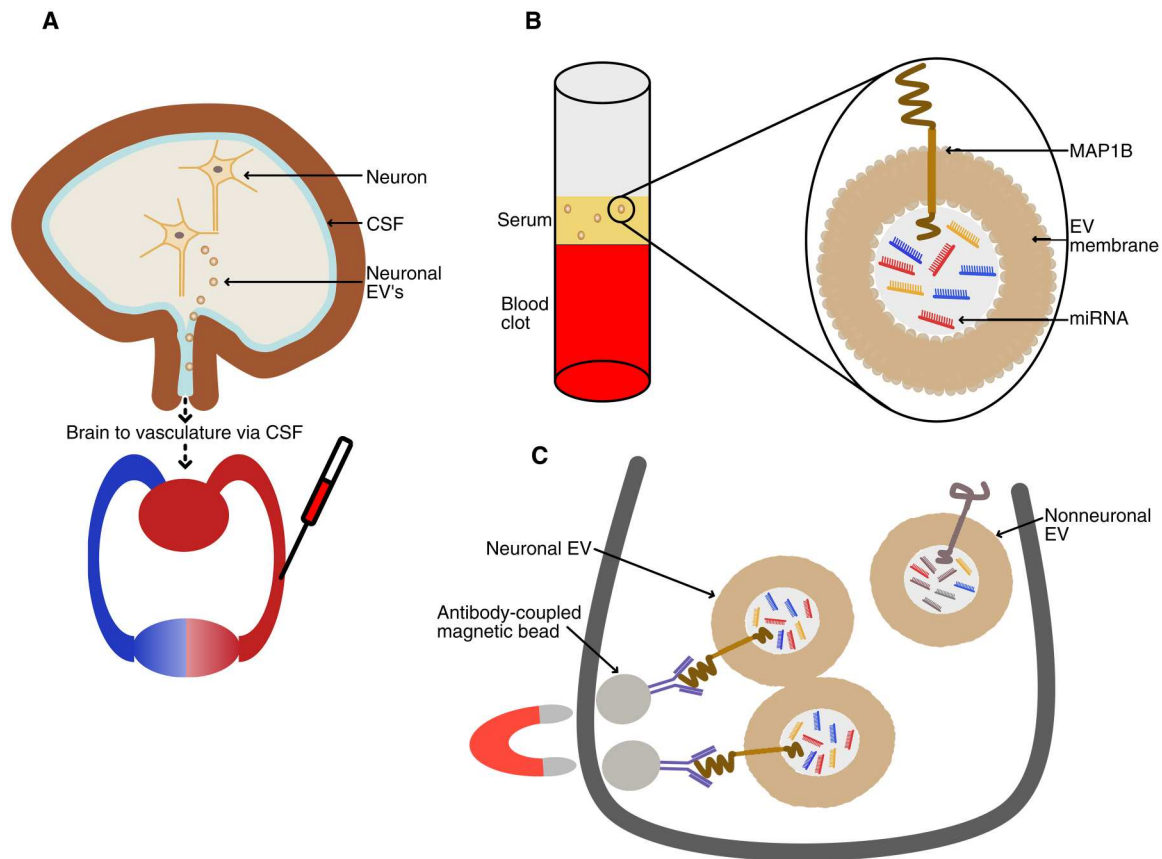 A
Neuron
CSF
Neuronal
EV's
Brain to vasculature via CSF
B
Serum
Blood
clot
MAP1B
EV
membrane
miRNA
C
Neuronal EV
Antibody-coupled
magnetic bead
Nonneuronal
EV